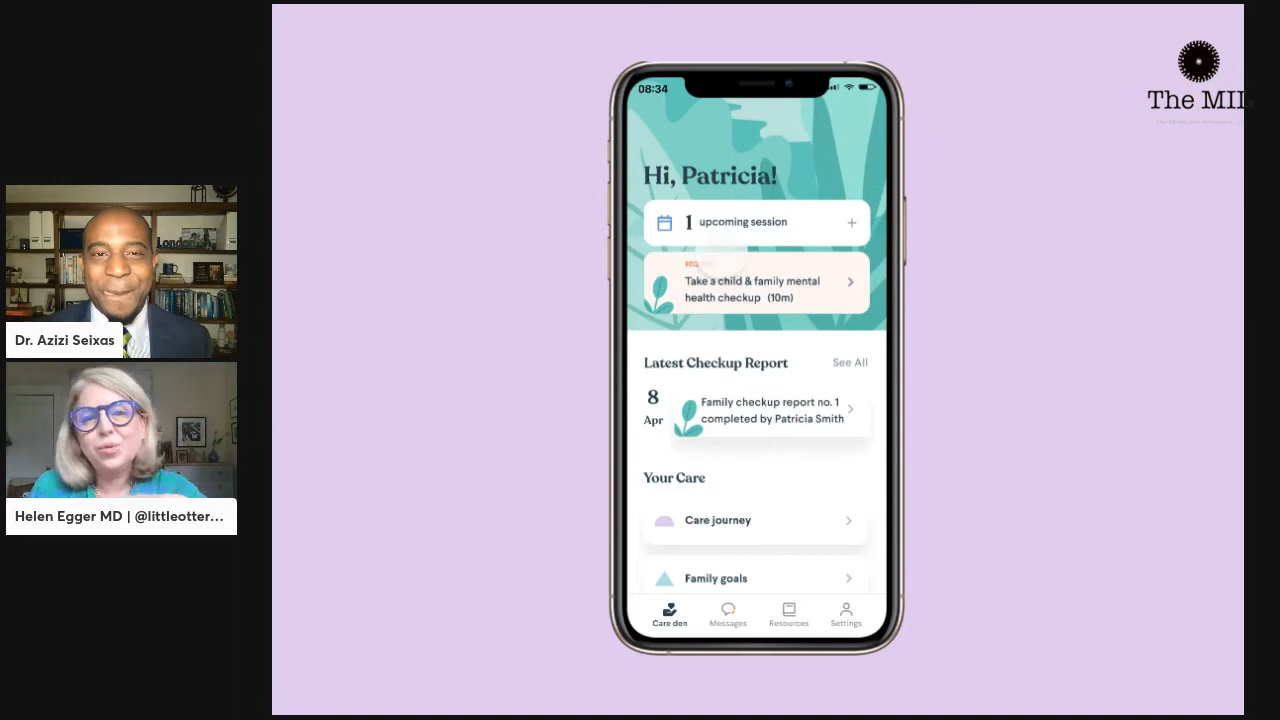 Dr. Azizi Seixas
Helen Egger MD | @littleotter...
08:34
Hi, Patricia!
1 upcoming session +
Take a child & family mental
health checkup (10m)
Latest Checkup Report See All
8
Apr
Family checkup report no. 1
completed by Patricia Smith
Your Care
Care journey
Family goals
Care den Messages Resources Settings
The MIL